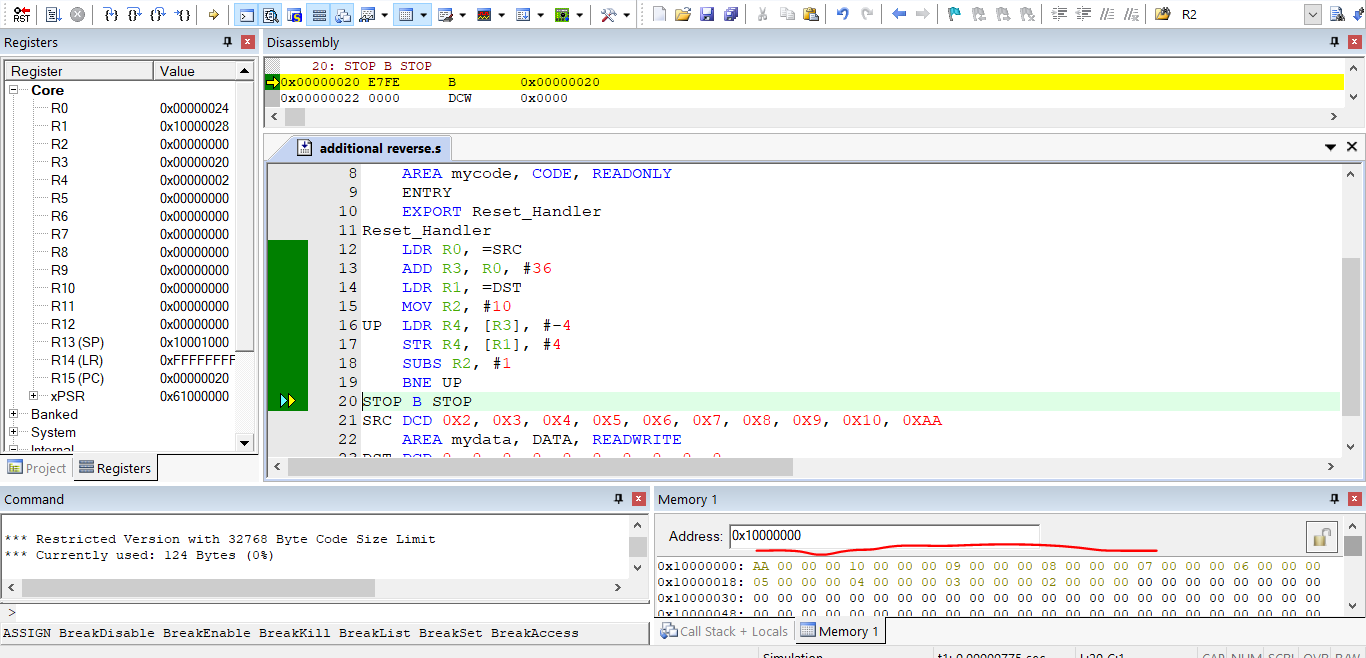 RST
R2
Registers
Register Value
Core
R0 0x00000024
R1 0x10000028
R2 0x00000000
R3 0x00000020
R4 0x00000002
R5 0x00000000
R6 0x00000000
R7 0x00000000
R8 0x00000000
R9 0x00000000
R10 0x00000000
R11 0x00000000
R12 0x00000000
R13 (SP) 0x10001000
R14 (LR) 0xFFFFFFFF
R15 (PC) 0x00000020
xPSR 0x61000000
Banked
System
Internal
Project Registers
Disassembly
20: STOP B STOP
0x00000020 E7FE B 0x00000020
0x00000022 0000 DCW 0x0000
additional reverse.s
8 AREA mycode, CODE, READONLY
9 ENTRY
10 EXPORT Reset_Handler
11 Reset_Handler
12 LDR R0, =SRC
13 ADD R3, R0, #36
14 LDR R1, =DST
15 MOV R2, #10
16 UP LDR R4, [R3], #-4
17 STR R4, [R1], #4
18 SUBS R2, #1
19 BNE UP
20 STOP B STOP
21 SRC DCD 0X2, 0X3, 0X4, 0X5, 0X6, 0X7, 0X8, 0X9, 0X10, 0XAA
22 AREA mydata, DATA, READWRITE
23 DST DCD 0, 0, 0, 0, 0, 0, 0, 0, 0
Command
*** Restricted Version with 32768 Byte Code Size Limit
*** Currently used: 124 Bytes (0%)
>
ASSIGN BreakDisable BreakEnable BreakKill BreakList BreakSet BreakAccess
Memory 1
Address: 0x10000000
0x10000000: AA 00 00 00 10 00 00 00 09 00 00 00 08 00 00 00 07 00 00 00 06 00 00 00
0x10000018: 05 00 00 00 04 00 00 00 03 00 00 00 02 00 00 00 00 00 00 00 00 00 00 00
0x10000030: 00 00 00 00 00 00 00 00 00 00 00 00 00 00 00 00 00 00 00 00 00 00 00 00
0x10000048: 00 00 00 00 00 00 00 00 00 00 00 00 00 00 00 00 00 00 00 00 00 00 00 00
Call Stack + Locals Memory 1
Simulation t1: 0.00000775 sec L:20 C:1 CAP NUM SCRL OVR R/W